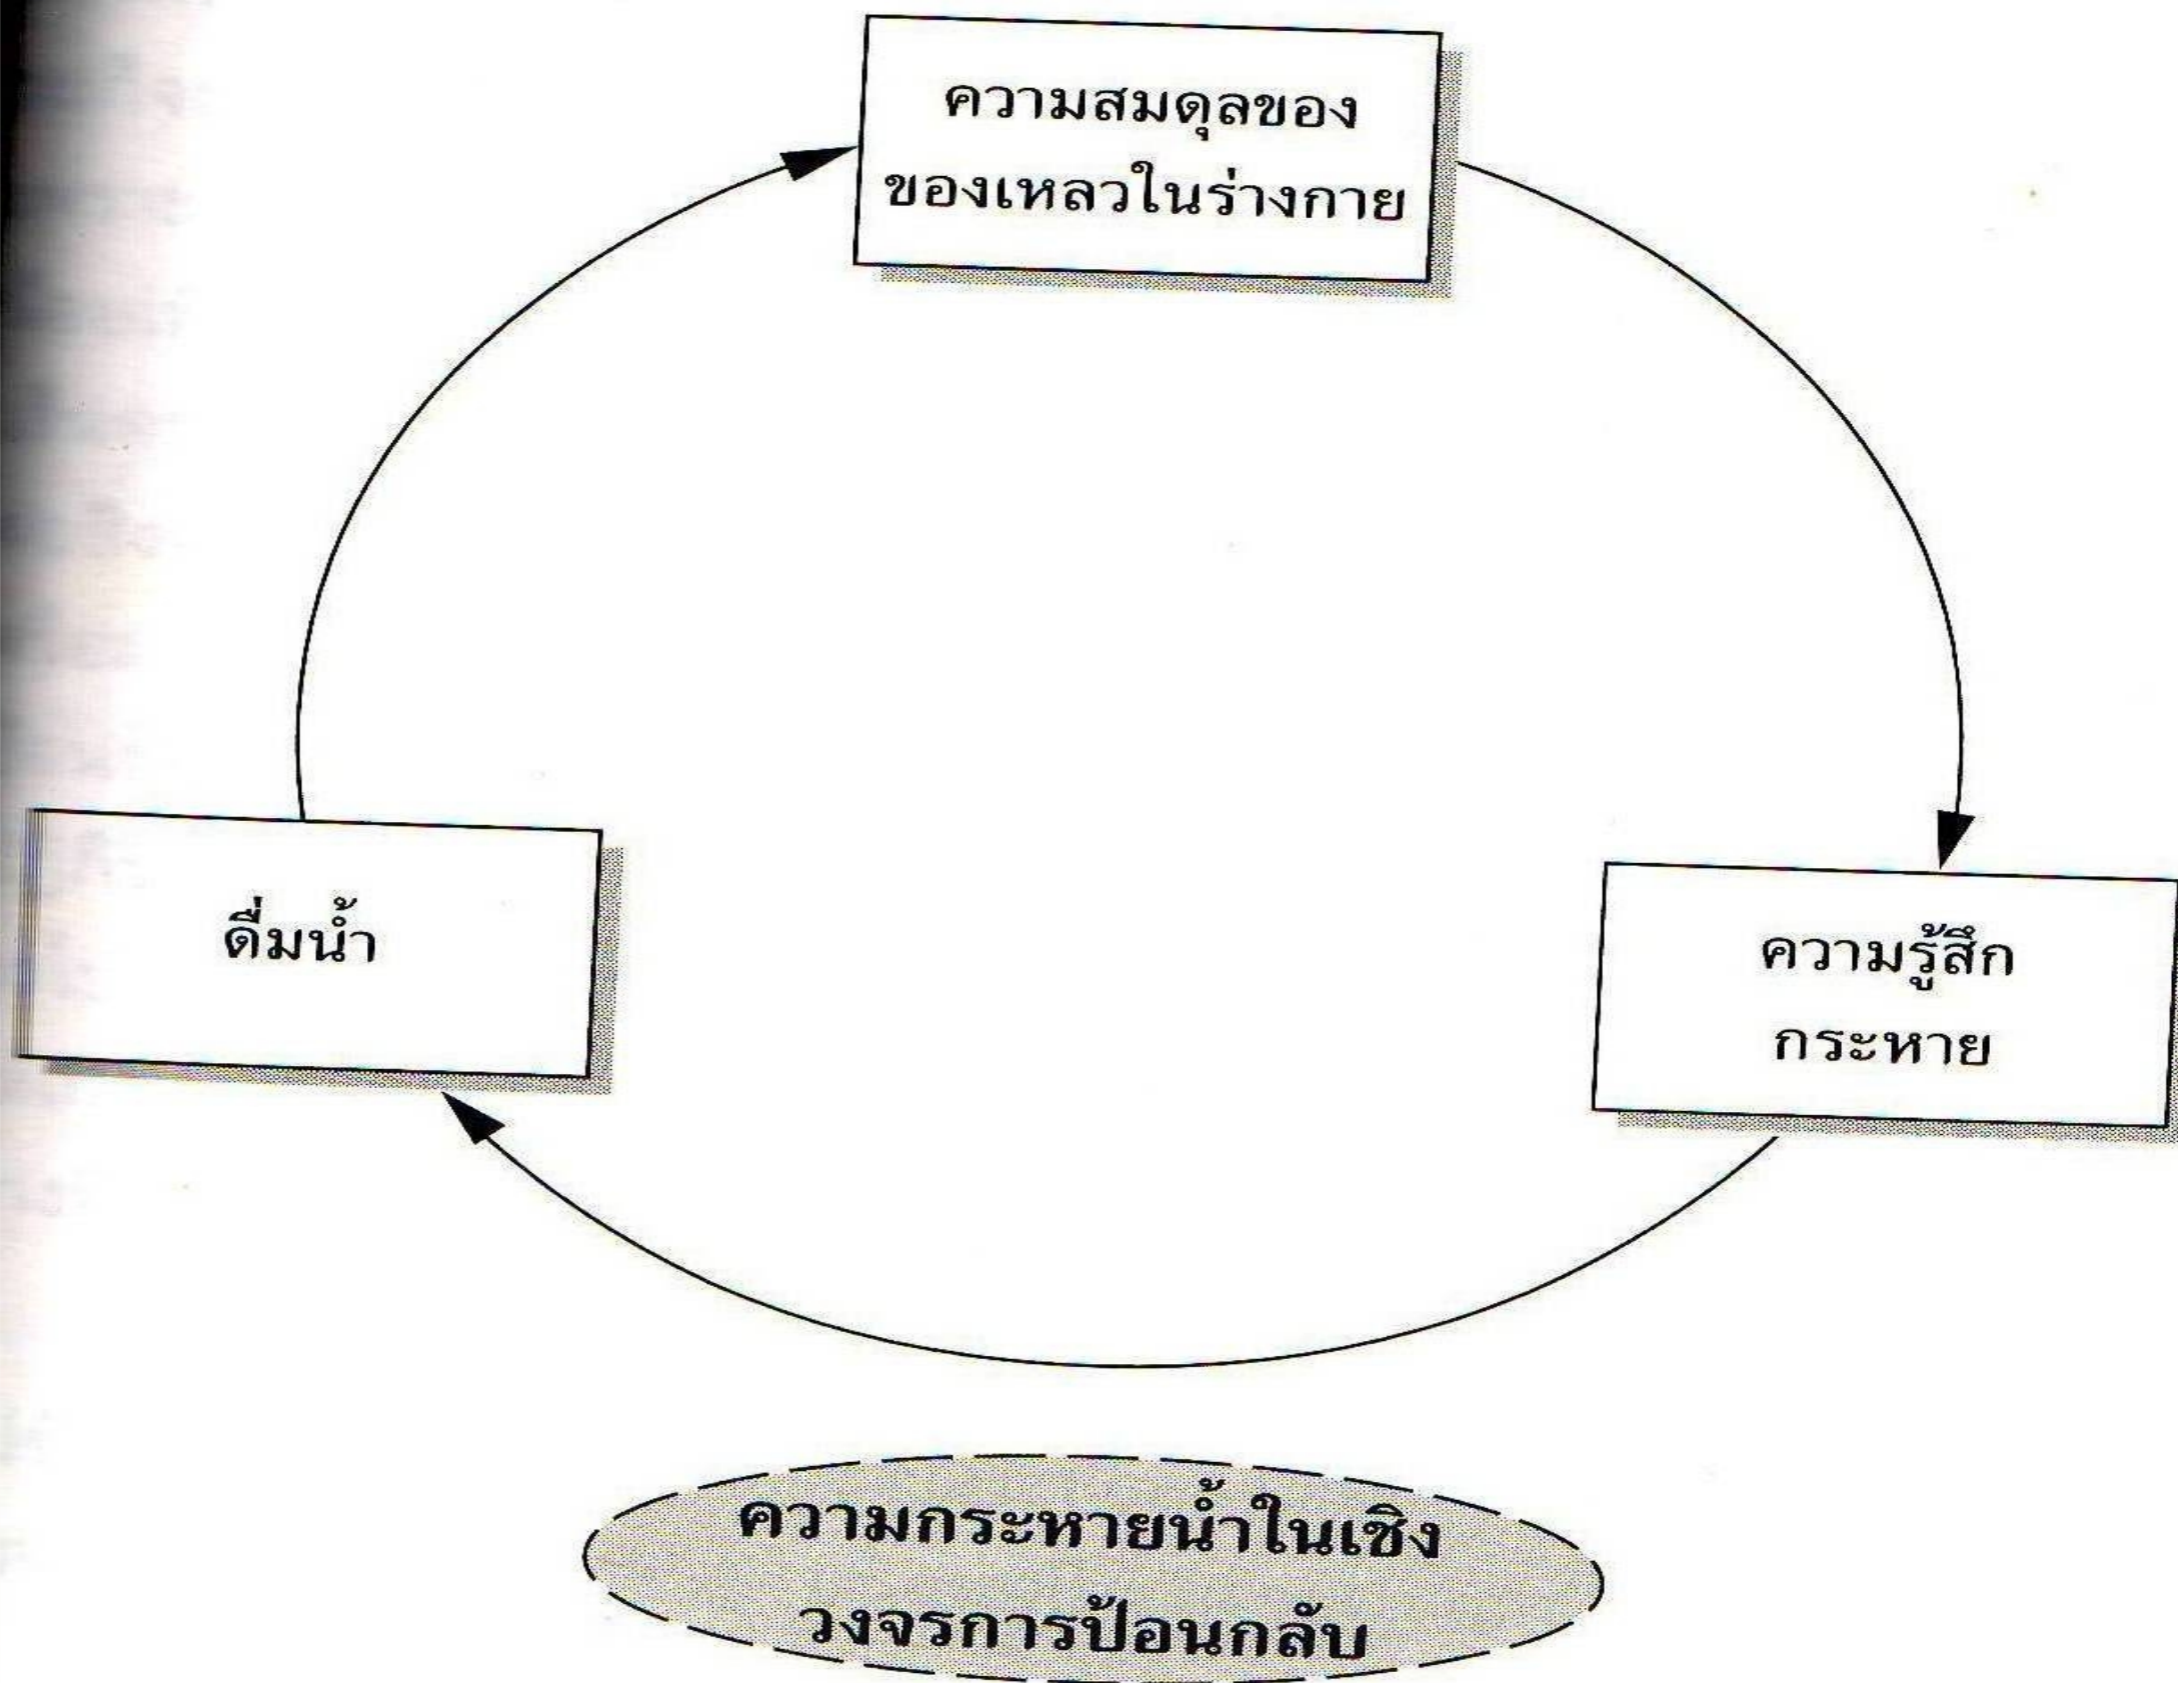 ความสมดุลของ
ของเหลวในร่างกาย
ดื่มน้ำ
ความรู้สึก
กระหาย
ความกระหายน้ำในเชิง
วงจรการป้อนกลับ